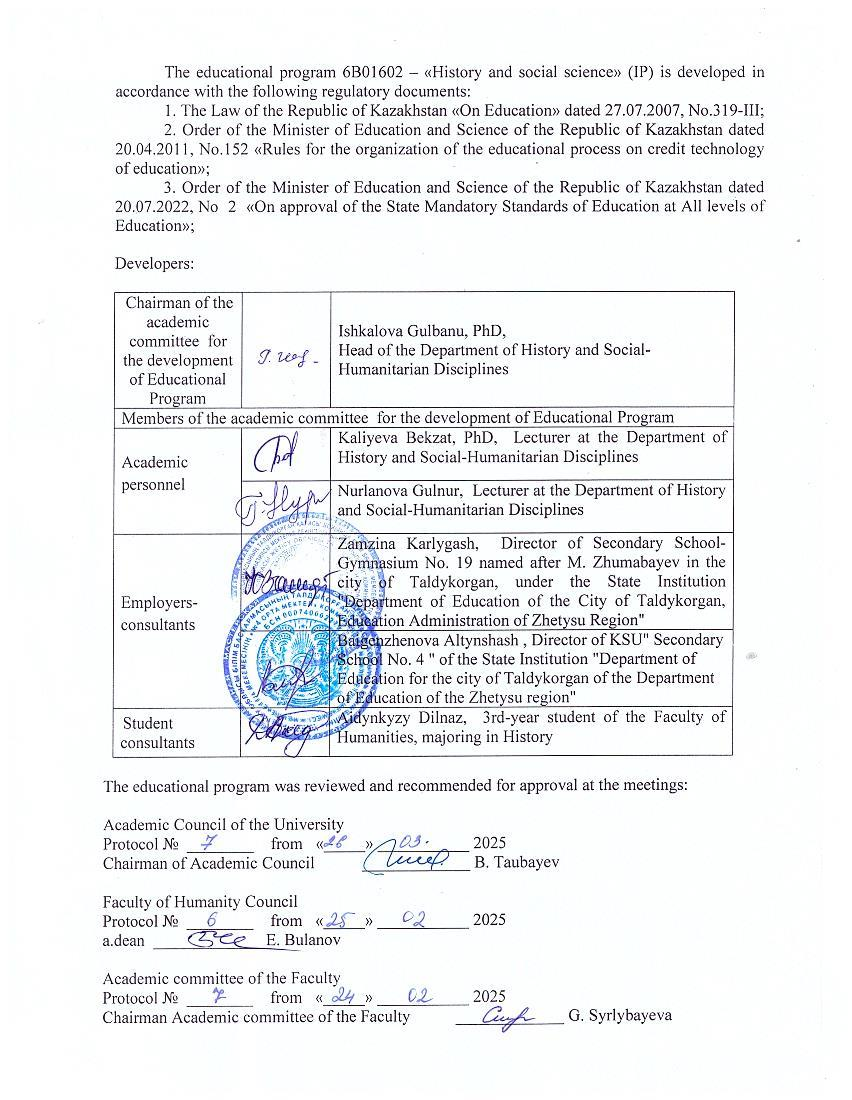 The educational program 6B01602 – «History and social science» (IP) is developed in
accordance with the following regulatory documents:
1. The Law of the Republic of Kazakhstan «On Education» dated 27.07.2007, No.319-III;
2. Order of the Minister of Education and Science of the Republic of Kazakhstan dated
20.04.2011, No.152 «Rules for the organization of the educational process on credit technology
of education»;
3. Order of the Minister of Education and Science of the Republic of Kazakhstan dated
20.07.2022, No 2 «On approval of the State Mandatory Standards of Education at All levels of
Education»;
Developers:
Chairman of the
academic
committee for
the development
of Educational
Program
Ishkalova Gulbanu, PhD,
Head of the Department of History and Social-
Humanitarian Disciplines
Members of the academic committee for the development of Educational Program
Academic
personnel
Kaliyeva Bekzat, PhD, Lecturer at the Department of
History and Social-Humanitarian Disciplines
Nurlanova Gulnur, Lecturer at the Department of History
and Social-Humanitarian Disciplines
Employers-
consultants
Zamzina Karlygash, Director of Secondary School-
Gymnasium No. 19 named after M. Zhumabayev in the
city of Taldykorgan, under the State Institution
"Department of Education of the City of Taldykorgan,
Education Administration of Zhetysu Region"
Baigenzhenova Altynshash , Director of KSU" Secondary
School No. 4 " of the State Institution "Department of
Education for the city of Taldykorgan of the Department
of Education of the Zhetysu region"
Student
consultants
Aidynkyzy Dilnaz, 3rd-year student of the Faculty of
Humanities, majoring in History
The educational program was reviewed and recommended for approval at the meetings:
Academic Council of the University
Protocol № 7 from «26» 03. 2025
Chairman of Academic Council B. Taubayev
Faculty of Humanity Council
Protocol № 6 from «25» 02 2025
a.dean E. Bulanov
Academic committee of the Faculty
Protocol № 7 from «24» 02 2025
Chairman Academic committee of the Faculty G. Syrlybayeva